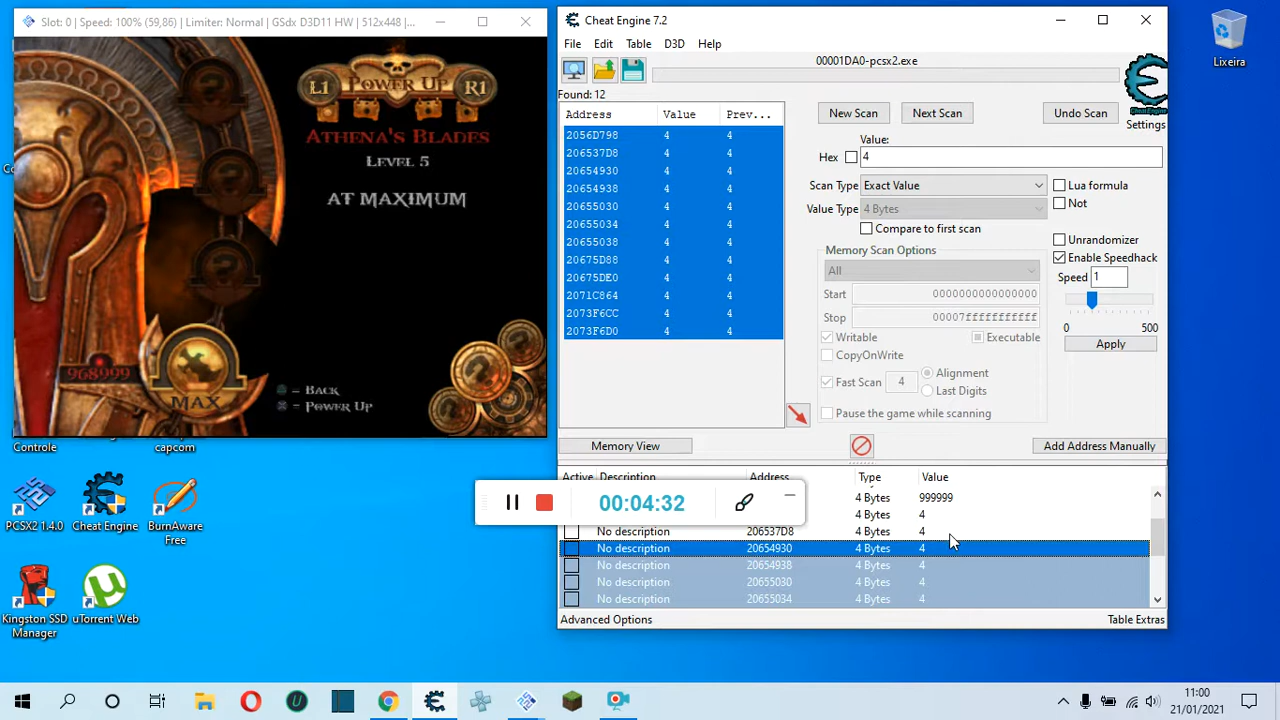 Slot: 0 | Speed: 100% (59,86) | Limiter: Normal | GSdx D3D11 HW | 512x448 | ...
L1 POWER UP R1
ATHENA'S BLADES
LEVEL 5
AT MAXIMUM
968999
MAX
= BACK
= POWER UP
Cheat Engine 7.2
File Edit Table D3D Help
00001DA0-pcsx2.exe
Found: 12
Settings
Address Value Prev...
2056D798 4 4
206537D8 4 4
20654930 4 4
20654938 4 4
20655030 4 4
20655034 4 4
20655038 4 4
20675D88 4 4
20675DE0 4 4
2071C864 4 4
2073F6CC 4 4
2073F6D0 4 4
New Scan Next Scan Undo Scan
Value:
Hex 4
Scan Type Exact Value
Lua formula
Value Type 4 Bytes
Not
Compare to first scan
Memory Scan Options
All
Start 0000000000000000
Stop 00007fffffffffff
Writable Executable
CopyOnWrite
Fast Scan 4 Alignment
Last Digits
Pause the game while scanning
Unrandomizer
Enable Speedhack
Speed 1
0 500
Apply
Memory View Add Address Manually
Active Description Address Type Value
4 Bytes 999999
4 Bytes 4
No description 206537D8 4 Bytes 4
No description 20654930 4 Bytes 4
No description 20654938 4 Bytes 4
No description 20655030 4 Bytes 4
No description 20655034 4 Bytes 4
Advanced Options Table Extras
00:04:32
Lixeira
Controle
capcom
PCSX2 1.4.0
Cheat Engine
BurnAware Free
Kingston SSD Manager
uTorrent Web
11:00
21/01/2021